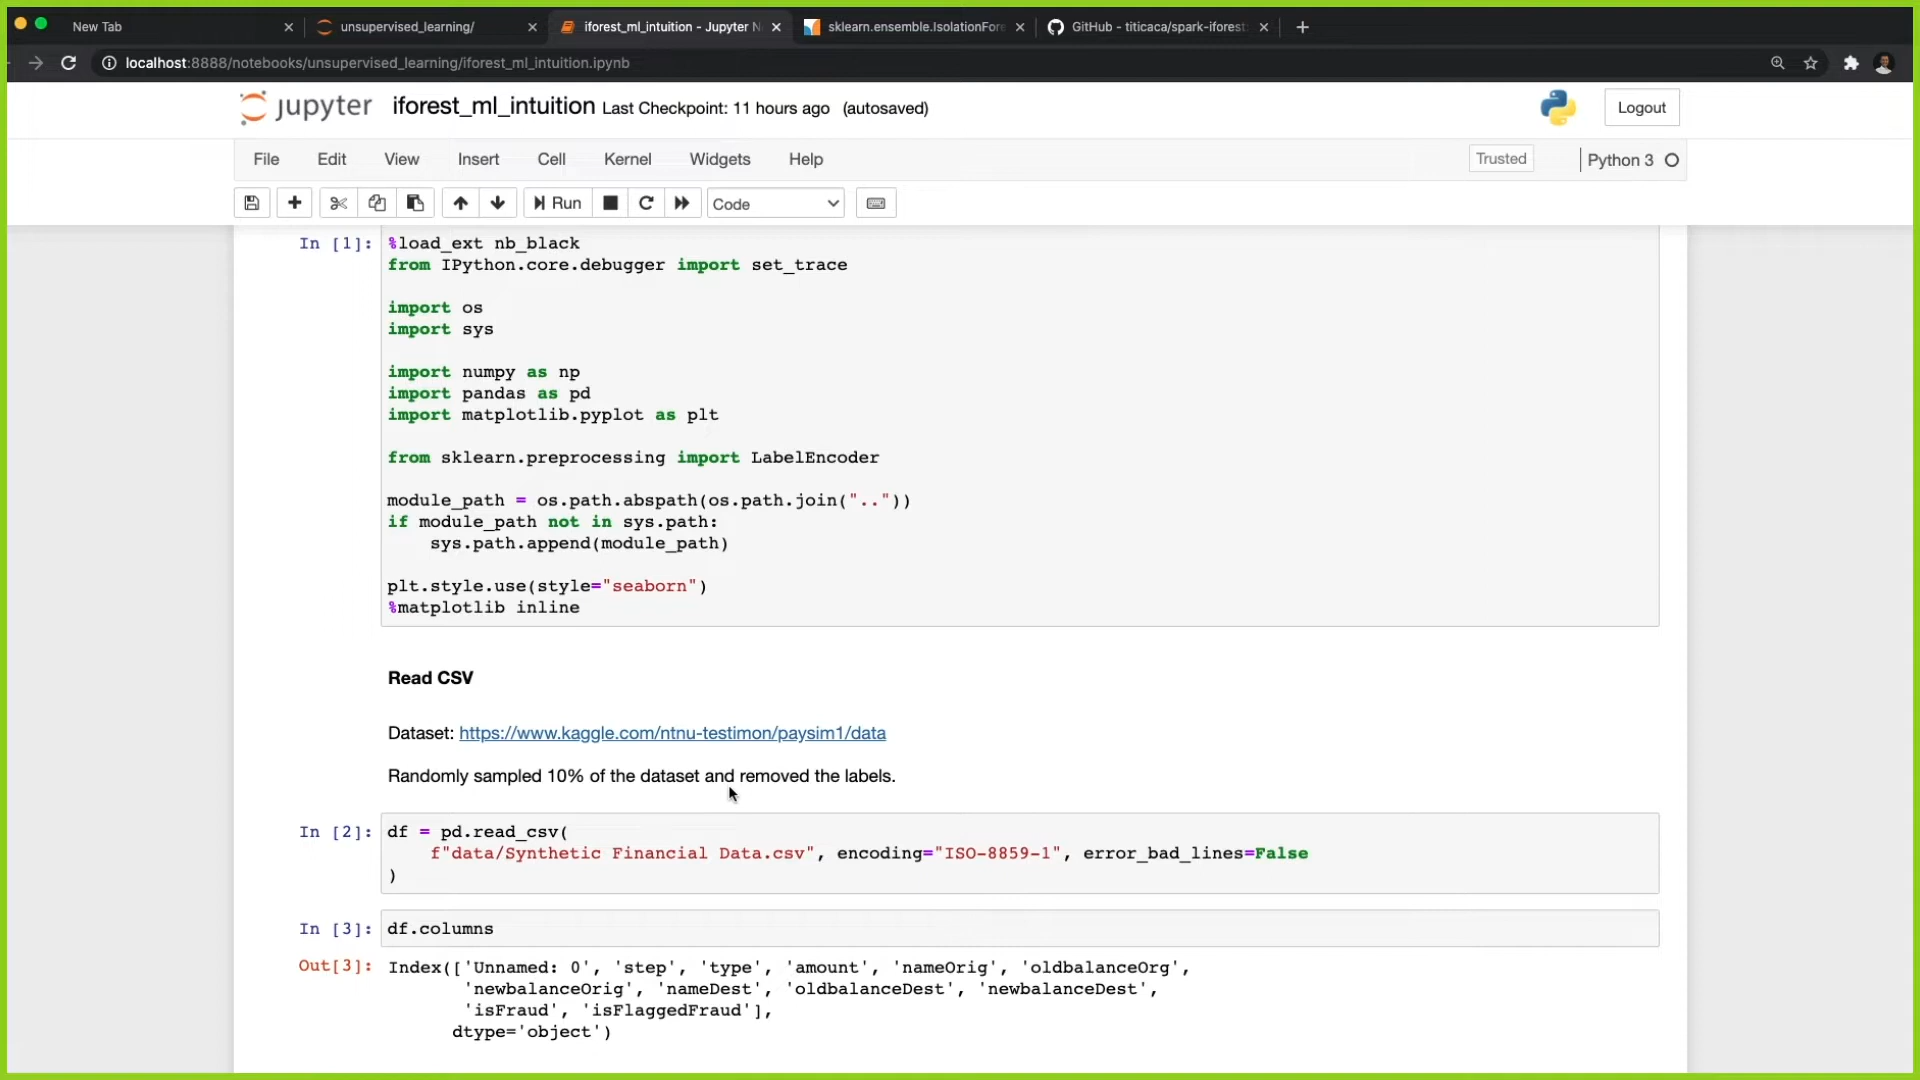 New Tab
unsupervised_learning/
iforest_ml_intuition - Jupyter N
sklearn.ensemble.IsolationFore
GitHub - titicaca/spark-iforest:
localhost:8888/notebooks/unsupervised_learning/iforest_ml_intuition.ipynb
jupyter iforest_ml_intuition Last Checkpoint: 11 hours ago (autosaved)
Logout
File Edit View Insert Cell Kernel Widgets Help
Trusted
Python 3
Run
Code
In [1]: %load_ext nb_black
from IPython.core.debugger import set_trace
import os
import sys
import numpy as np
import pandas as pd
import matplotlib.pyplot as plt
from sklearn.preprocessing import LabelEncoder
module_path = os.path.abspath(os.path.join(".."))
if module_path not in sys.path:
sys.path.append(module_path)
plt.style.use(style="seaborn")
%matplotlib inline
Read CSV
Dataset: https://www.kaggle.com/ntnu-testimon/paysim1/data
Randomly sampled 10% of the dataset and removed the labels.
In [2]: df = pd.read_csv(
f"data/Synthetic Financial Data.csv", encoding="ISO-8859-1", error_bad_lines=False
)
In [3]: df.columns
Out[3]: Index(['Unnamed: 0', 'step', 'type', 'amount', 'nameOrig', 'oldbalanceOrg',
'newbalanceOrig', 'nameDest', 'oldbalanceDest', 'newbalanceDest',
'isFraud', 'isFlaggedFraud'],
dtype='object')